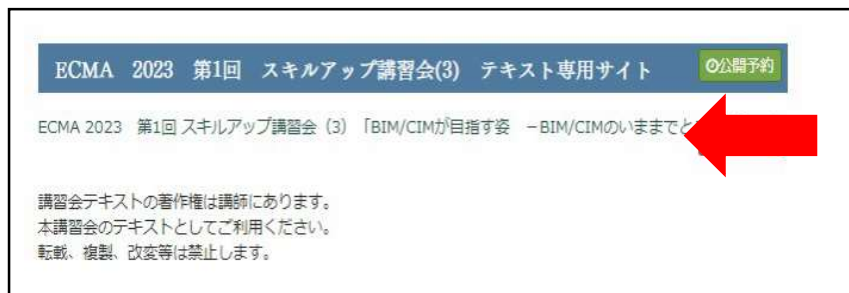 ECMA 2023 第1回 スキルアップ講習会(3) テキスト専用サイト
公開予約
ECMA 2023 第1回 スキルアップ講習会（3）「BIM/CIMが目指す姿 －BIM/CIMのいままでと
講習会テキストの著作権は講師にあります。
本講習会のテキストとしてご利用ください。
転載、複製、改変等は禁止します。